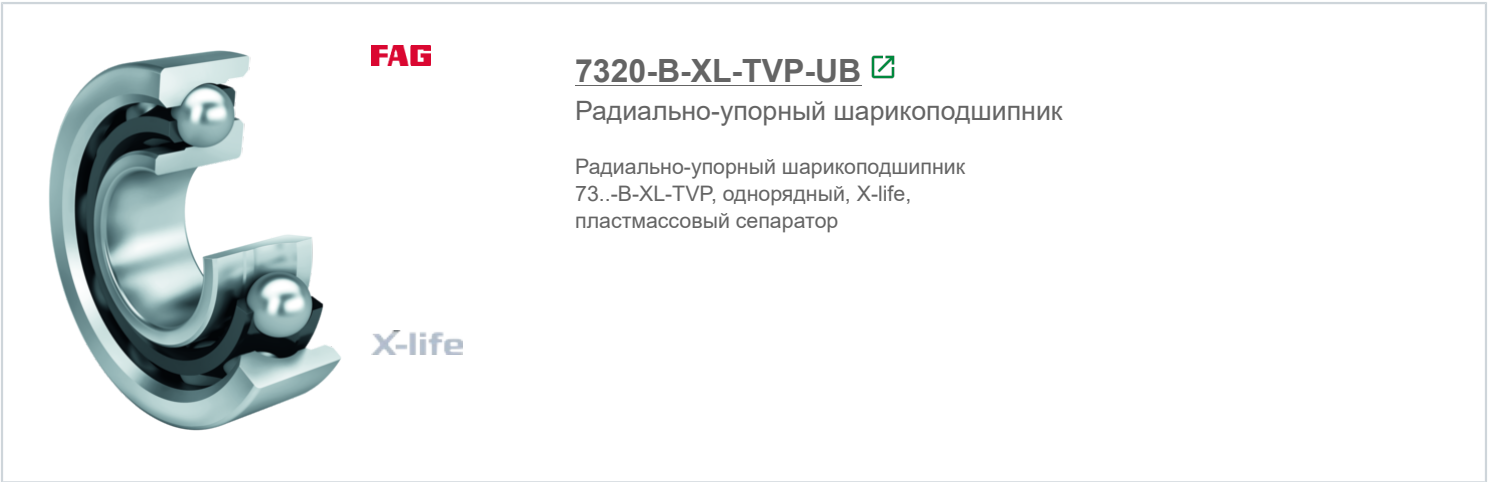 FAG
7320-B-XL-TVP-UB
Радиально-упорный шарикоподшипник
Радиально-упорный шарикоподшипник
73..-B-XL-TVP, однорядный, X-life,
пластмассовый сепаратор
X-life